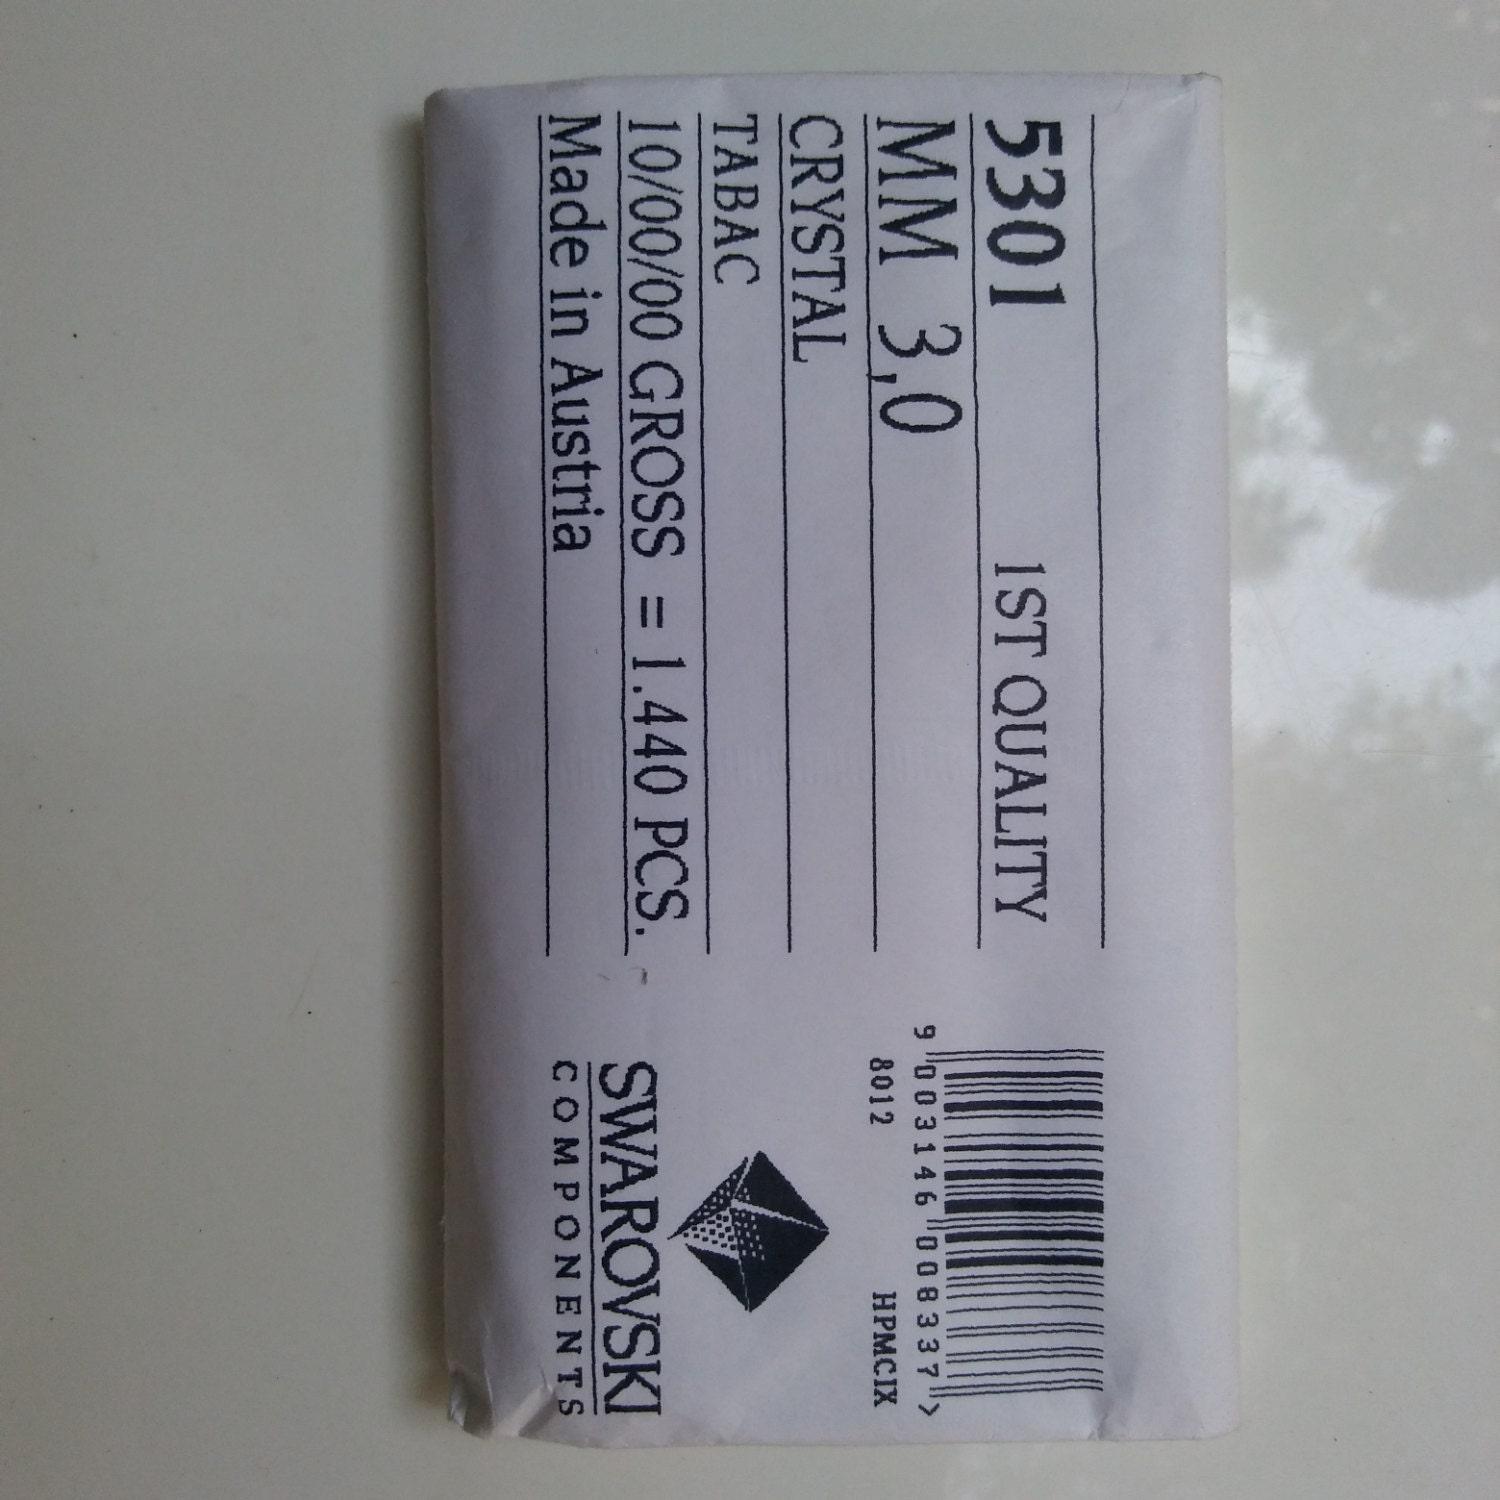 5301 1ST QUALITY
MM 3,0
CRYSTAL
TABAC
10/00/00 GROSS = 1.440 PCS.
Made in Austria
9 003146 008337 >
8012 HPMCIX
SWAROVSKI
COMPONENTS